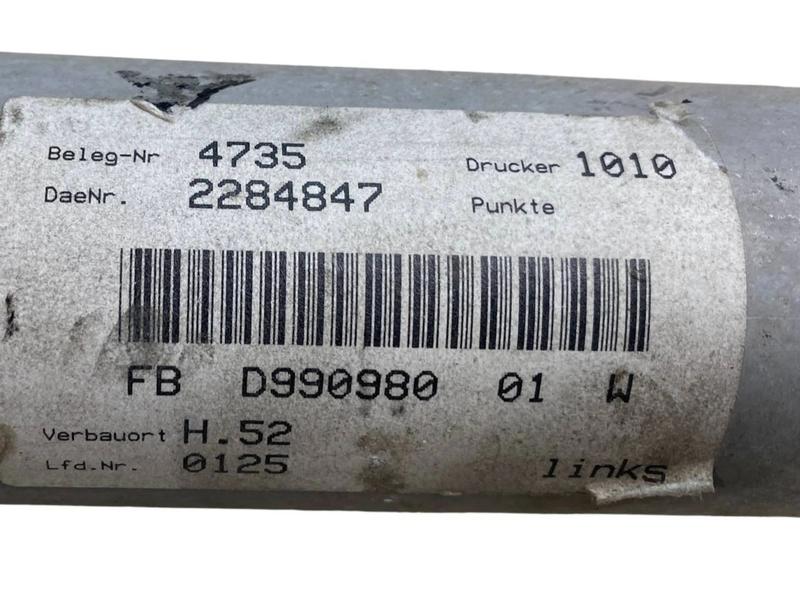 Beleg-Nr 4735 Drucker 1010
DaeNr. 2284847 Punkte
FB D990980 01 W
Verbauort H.52
Lfd.Nr. 0125 links